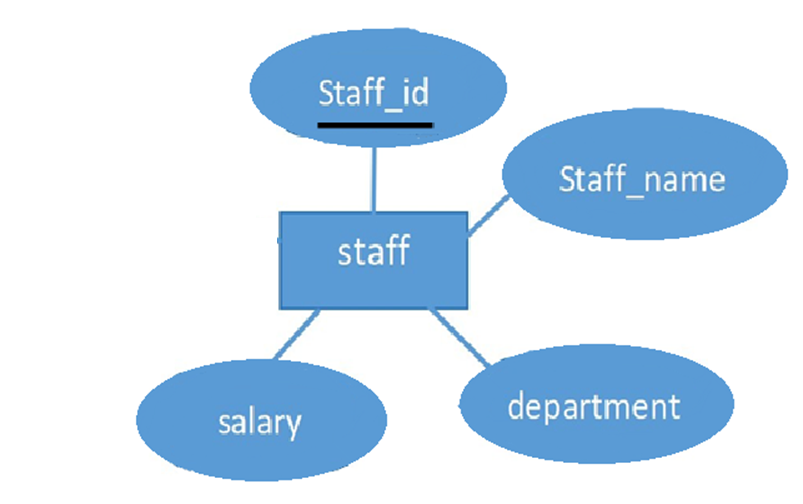 Staff_id
Staff_name
staff
salary
department